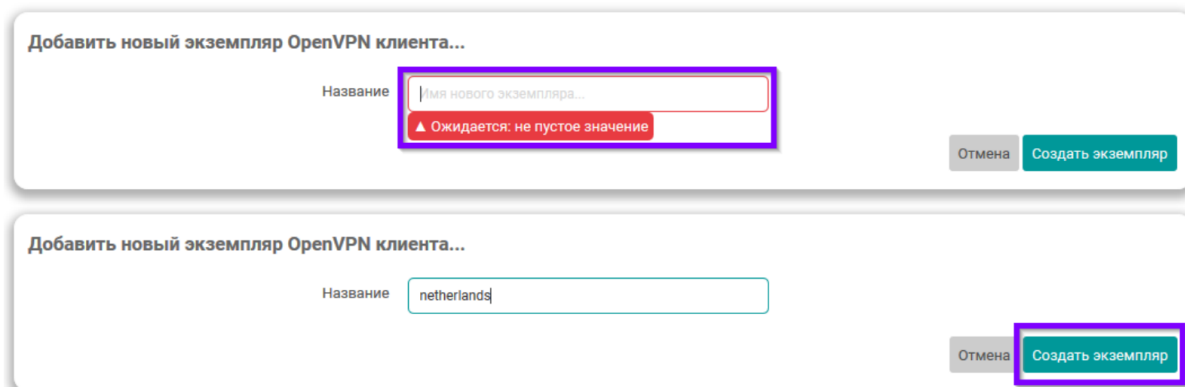 Добавить новый экземпляр OpenVPN клиента...
Название
Имя нового экземпляра...
▲ Ожидается: не пустое значение
Отмена Создать экземпляр
Добавить новый экземпляр OpenVPN клиента...
Название
netherlands
Отмена Создать экземпляр